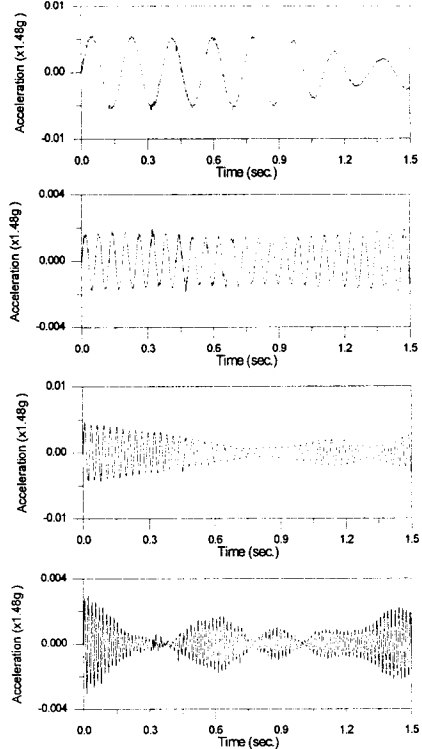 0.01
Acceleration (x1.48g )
0.00
-0.01
0.0 0.3 0.6 0.9 1.2 1.5
Time (sec.)
0.004
Acceleration (x1.48g )
0.000
-0.004
0.0 0.3 0.6 0.9 1.2 1.5
Time (sec.)
0.01
Acceleration (x1.48g )
0.00
-0.01
0.0 0.3 0.6 0.9 1.2 1.5
Time (sec.)
0.004
Acceleration (x1.48g )
0.000
-0.004
0.0 0.3 0.6 0.9 1.2 1.5
Time (sec.)